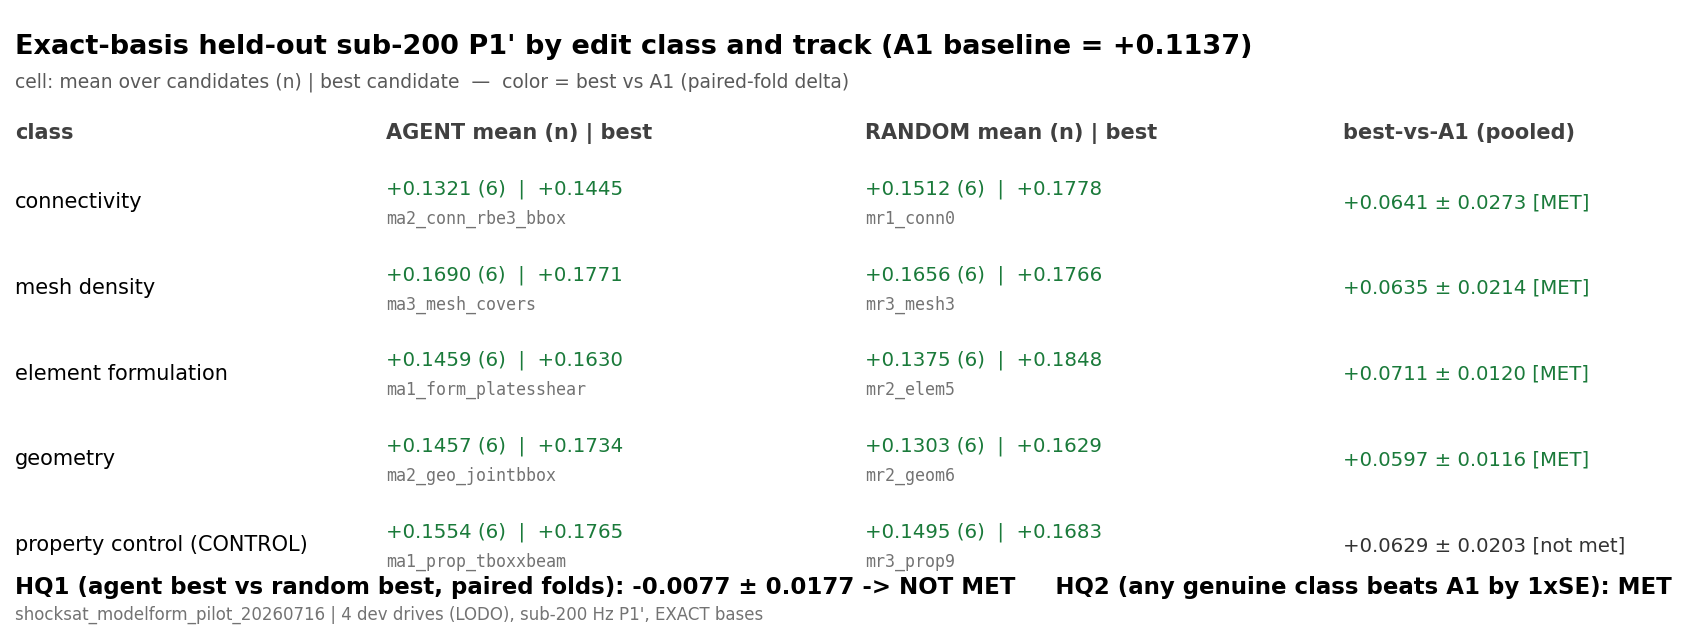 Exact-basis held-out sub-200 P1' by edit class and track (A1 baseline = +0.1137)
cell: mean over candidates (n) | best candidate — color = best vs A1 (paired-fold delta)
class AGENT mean (n) | best RANDOM mean (n) | best best-vs-A1 (pooled)
connectivity +0.1321 (6) | +0.1445 +0.1512 (6) | +0.1778 +0.0641 ± 0.0273 [MET]
ma2_conn_rbe3_bbox mr1_conn0
mesh density +0.1690 (6) | +0.1771 +0.1656 (6) | +0.1766 +0.0635 ± 0.0214 [MET]
ma3_mesh_covers mr3_mesh3
element formulation +0.1459 (6) | +0.1630 +0.1375 (6) | +0.1848 +0.0711 ± 0.0120 [MET]
ma1_form_platesshear mr2_elem5
geometry +0.1457 (6) | +0.1734 +0.1303 (6) | +0.1629 +0.0597 ± 0.0116 [MET]
ma2_geo_jointbbox mr2_geom6
property control (CONTROL) +0.1554 (6) | +0.1765 +0.1495 (6) | +0.1683 +0.0629 ± 0.0203 [not met]
ma1_prop_tboxxbeam mr3_prop9
HQ1 (agent best vs random best, paired folds): -0.0077 ± 0.0177 -> NOT MET HQ2 (any genuine class beats A1 by 1xSE): MET
shocksat_modelform_pilot_20260716 | 4 dev drives (LODO), sub-200 Hz P1', EXACT bases